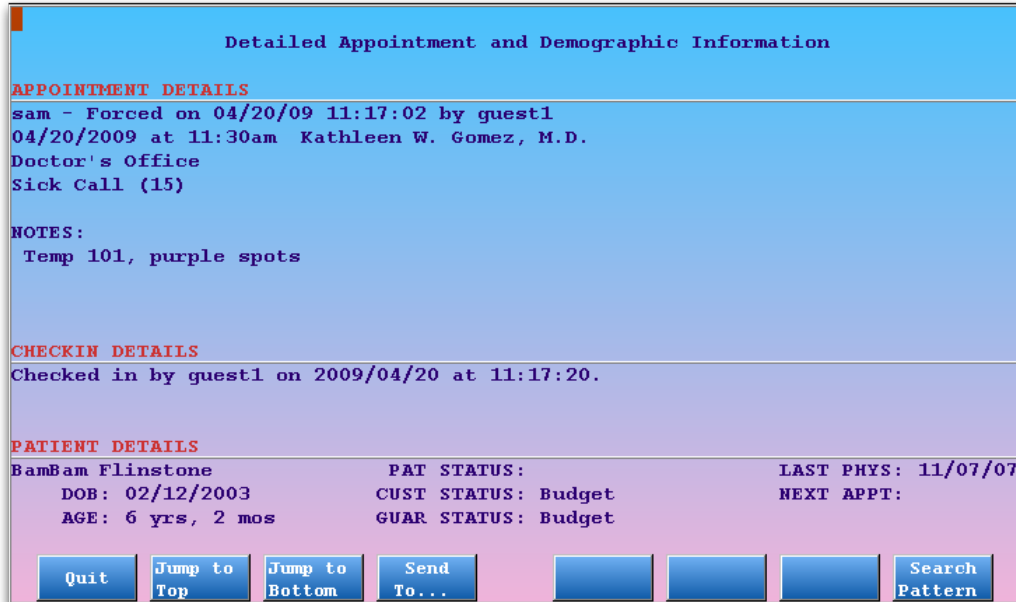 Detailed Appointment and Demographic Information
APPOINTMENT DETAILS
sam - Forced on 04/20/09 11:17:02 by guest1
04/20/2009 at 11:30am  Kathleen W. Gomez, M.D.
Doctor's Office
Sick Call (15)
NOTES:
Temp 101, purple spots
CHECKIN DETAILS
Checked in by guest1 on 2009/04/20 at 11:17:20.
PATIENT DETAILS
BamBam Flinstone PAT STATUS: LAST PHYS: 11/07/07
DOB: 02/12/2003 CUST STATUS: Budget NEXT APPT:
AGE: 6 yrs, 2 mos GUAR STATUS: Budget
Quit Jump to Top Jump to Bottom Send To... Search Pattern